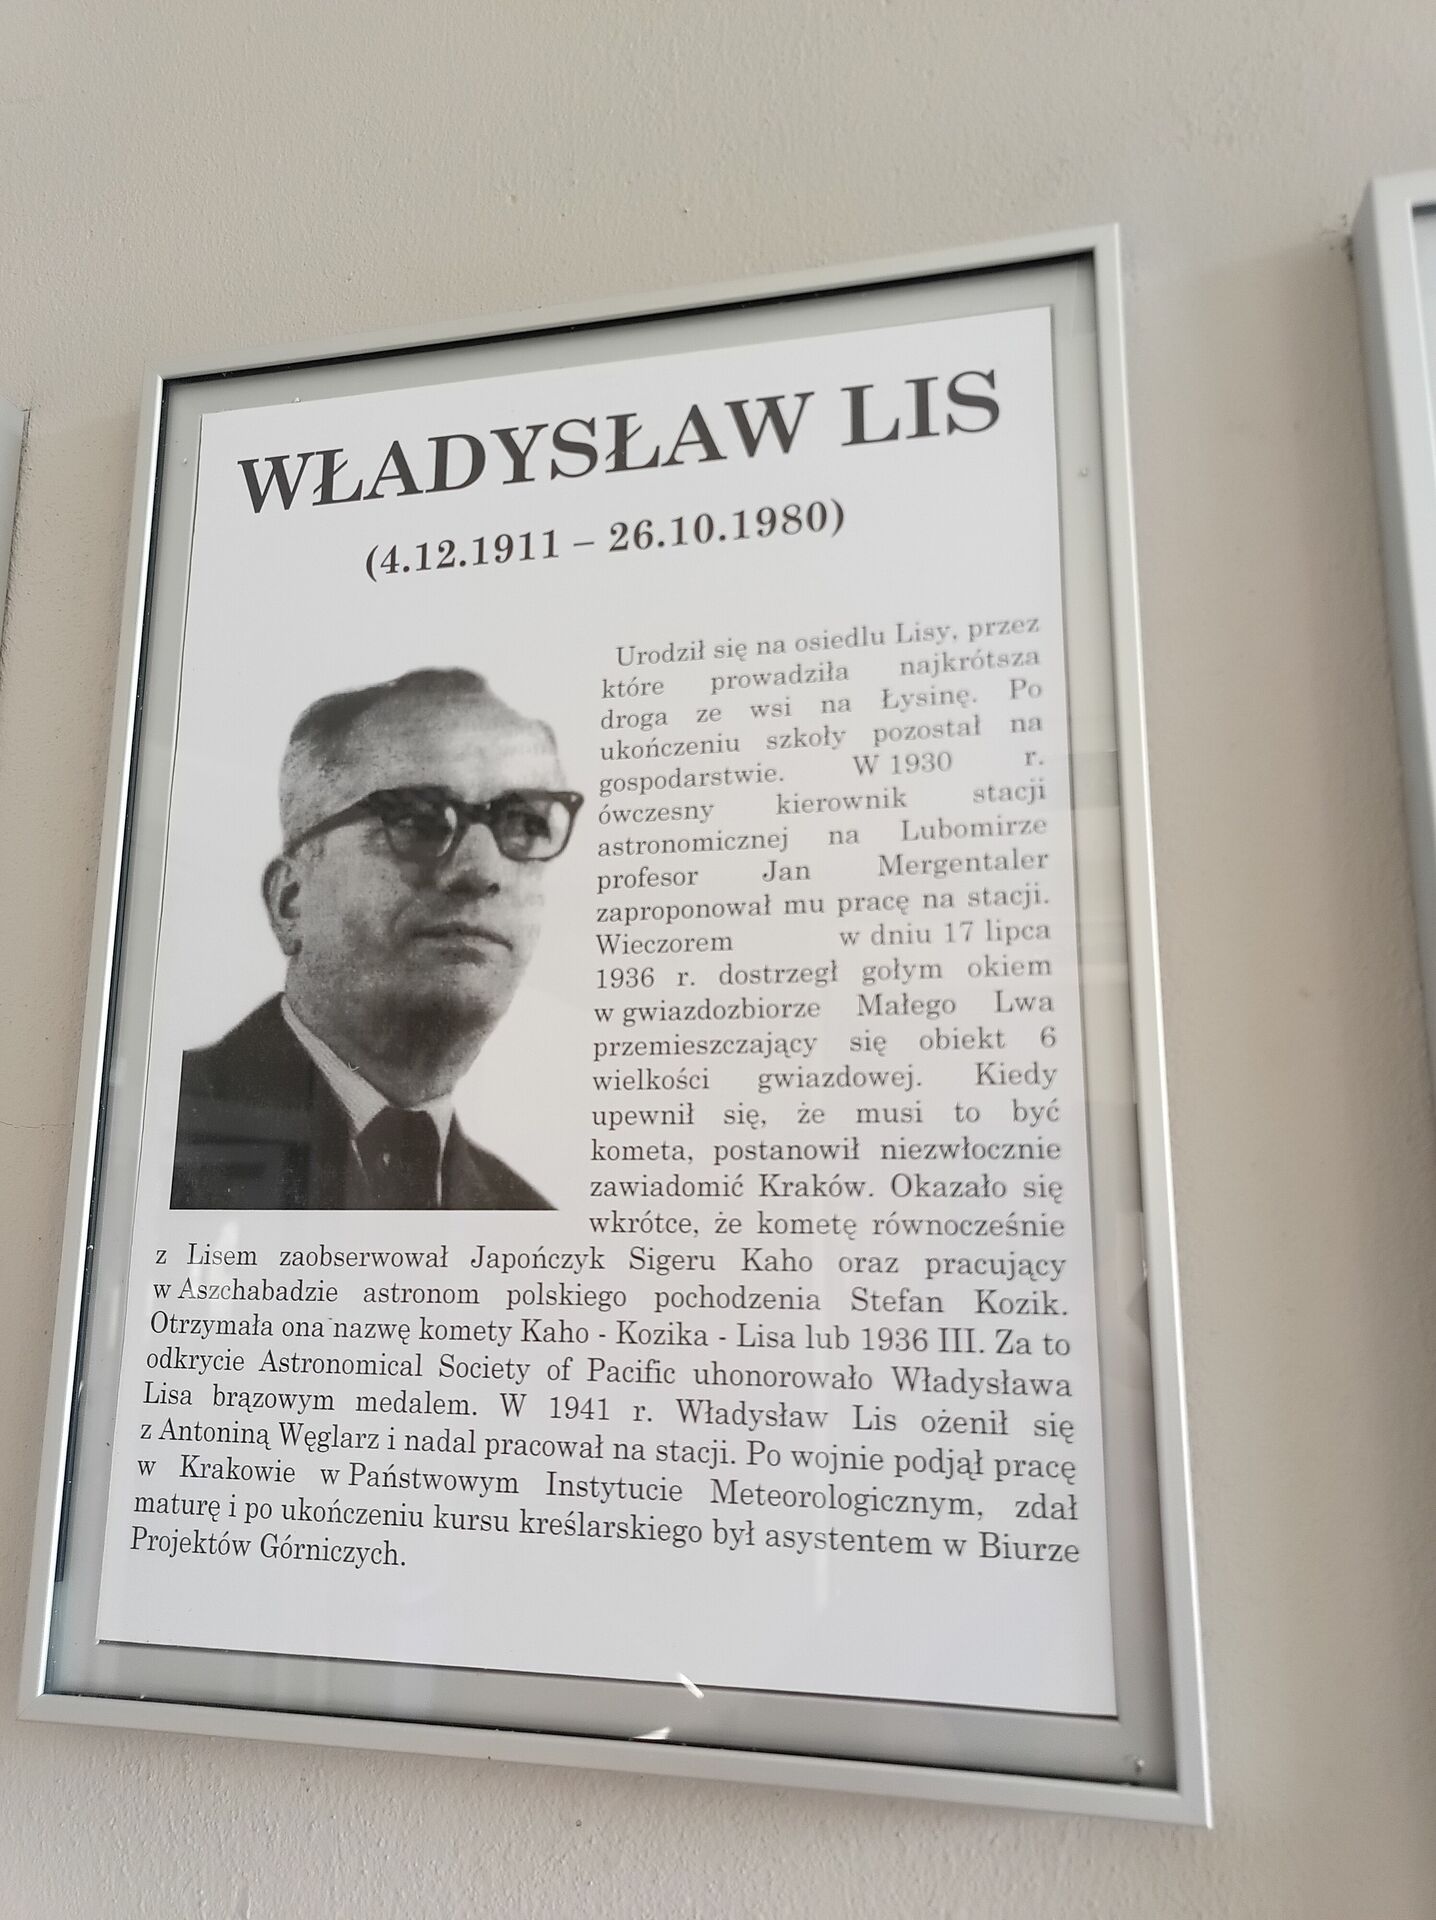 WŁADYSŁAW LIS
(4.12.1911 – 26.10.1980)
Urodził się na osiedlu Lisy, przez
które prowadziła najkrótsza
droga ze wsi na Łysinę. Po
ukończeniu szkoły pozostał na
gospodarstwie. W 1930 r.
ówczesny kierownik stacji
astronomicznej na Lubomirze
profesor Jan Mergentaler
zaproponował mu pracę na stacji.
Wieczorem w dniu 17 lipca
1936 r. dostrzegł gołym okiem
w gwiazdozbiorze Małego Lwa
przemieszczający się obiekt 6
wielkości gwiazdowej. Kiedy
upewnił się, że musi to być
kometa, postanowił niezwłocznie
zawiadomić Kraków. Okazało się
wkrótce, że kometę równocześnie
z Lisem zaobserwował Japończyk Sigeru Kaho oraz pracujący
w Aszchabadzie astronom polskiego pochodzenia Stefan Kozik.
Otrzymała ona nazwę komety Kaho - Kozika - Lisa lub 1936 III. Za to
odkrycie Astronomical Society of Pacific uhonorowało Władysława
Lisa brązowym medalem. W 1941 r. Władysław Lis ożenił się
z Antoniną Węglarz i nadal pracował na stacji. Po wojnie podjął pracę
w Krakowie w Państwowym Instytucie Meteorologicznym, zdał
maturę i po ukończeniu kursu kreślarskiego był asystentem w Biurze
Projektów Górniczych.